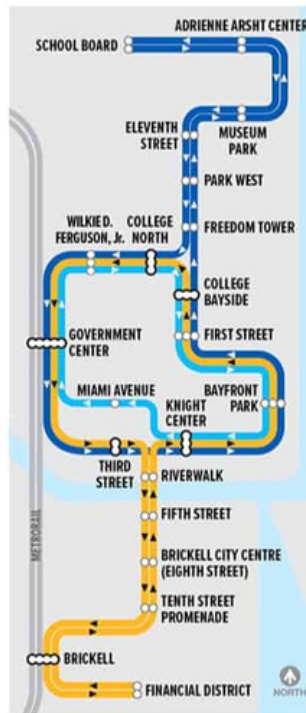 ADRIENNE ARSHT CENTER
SCHOOL BOARD
ELEVENTH
STREET
MUSEUM
PARK
PARK WEST
WILKIE D.
FERGUSON, Jr.
COLLEGE
NORTH
FREEDOM TOWER
COLLEGE
BAYSIDE
GOVERNMENT
CENTER
FIRST STREET
MIAMI AVENUE
KNIGHT
CENTER
BAYFRONT
PARK
THIRD
STREET
RIVERWALK
FIFTH STREET
METRORAIL
BRICKELL CITY CENTRE
(EIGHTH STREET)
TENTH STREET
PROMENADE
BRICKELL
FINANCIAL DISTRICT
NORTH